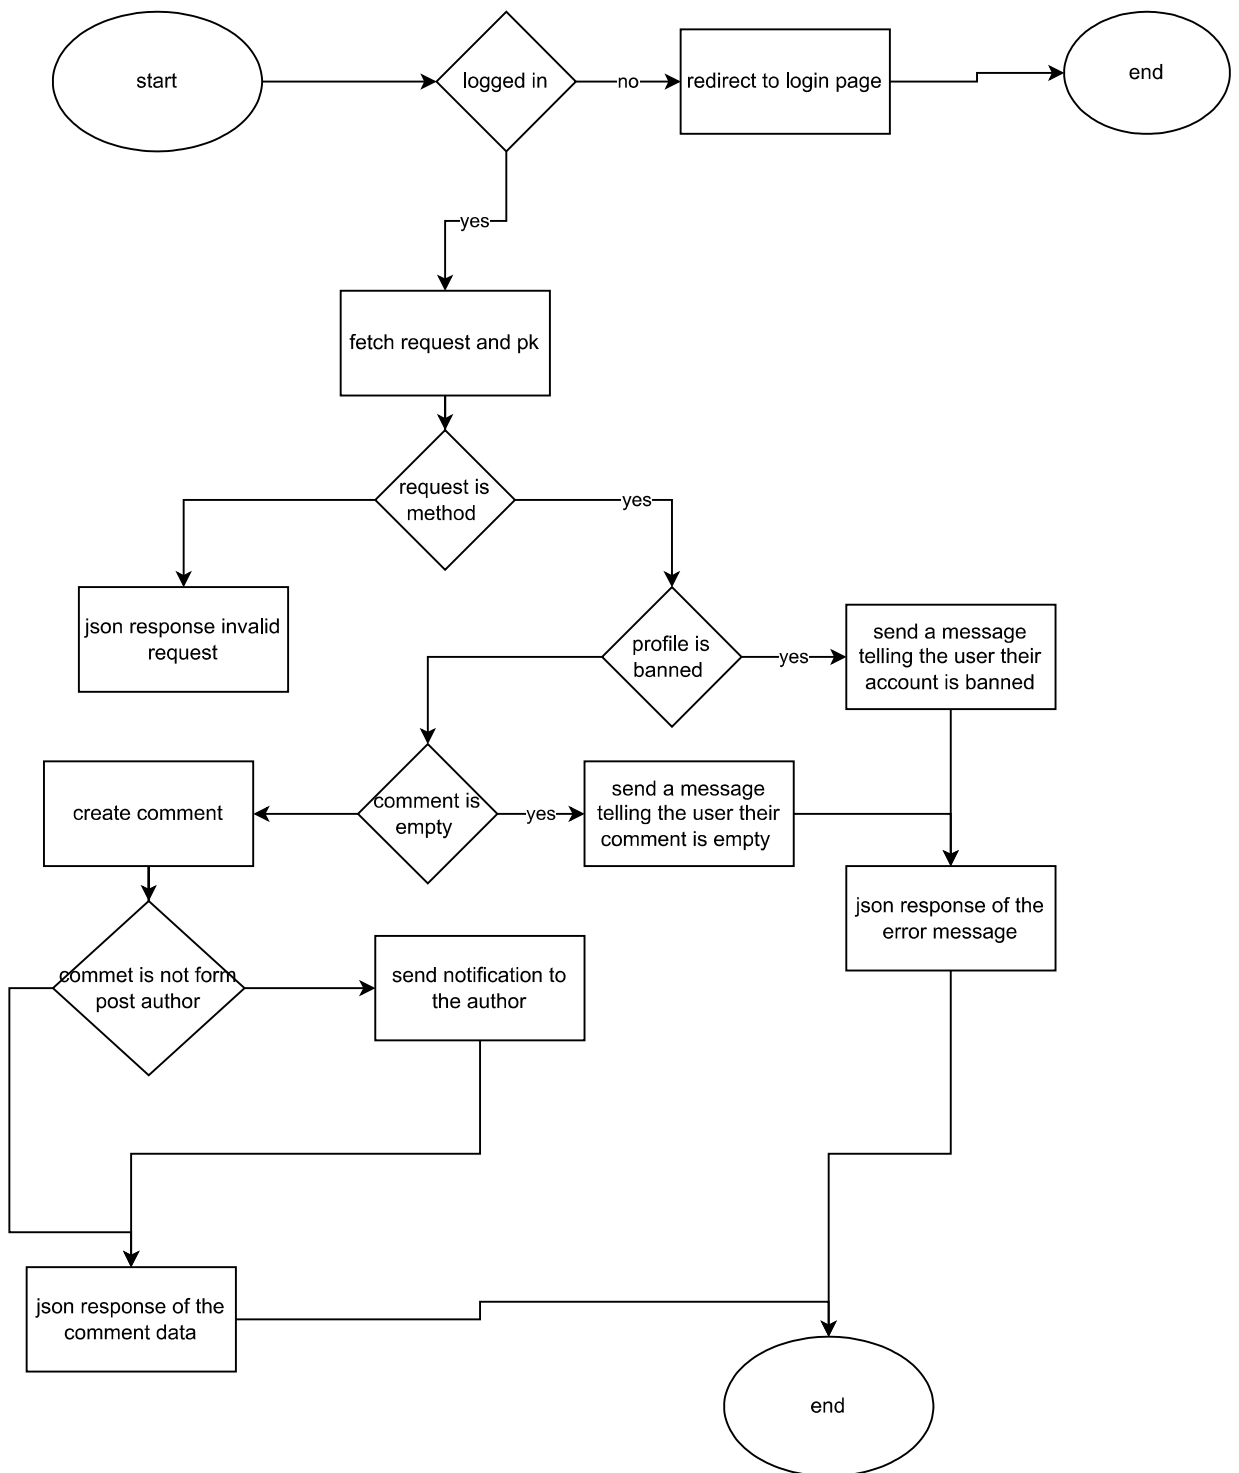 start
logged in
no
redirect to login page
end
yes
fetch request and pk
request is
method
yes
json response invalid
request
profile is
banned
yes
send a message
telling the user their
account is banned
create comment
comment is
empty
yes
send a message
telling the user their
comment is empty
json response of the
error message
commet is not form
post author
send notification to
the author
json response of the
comment data
end